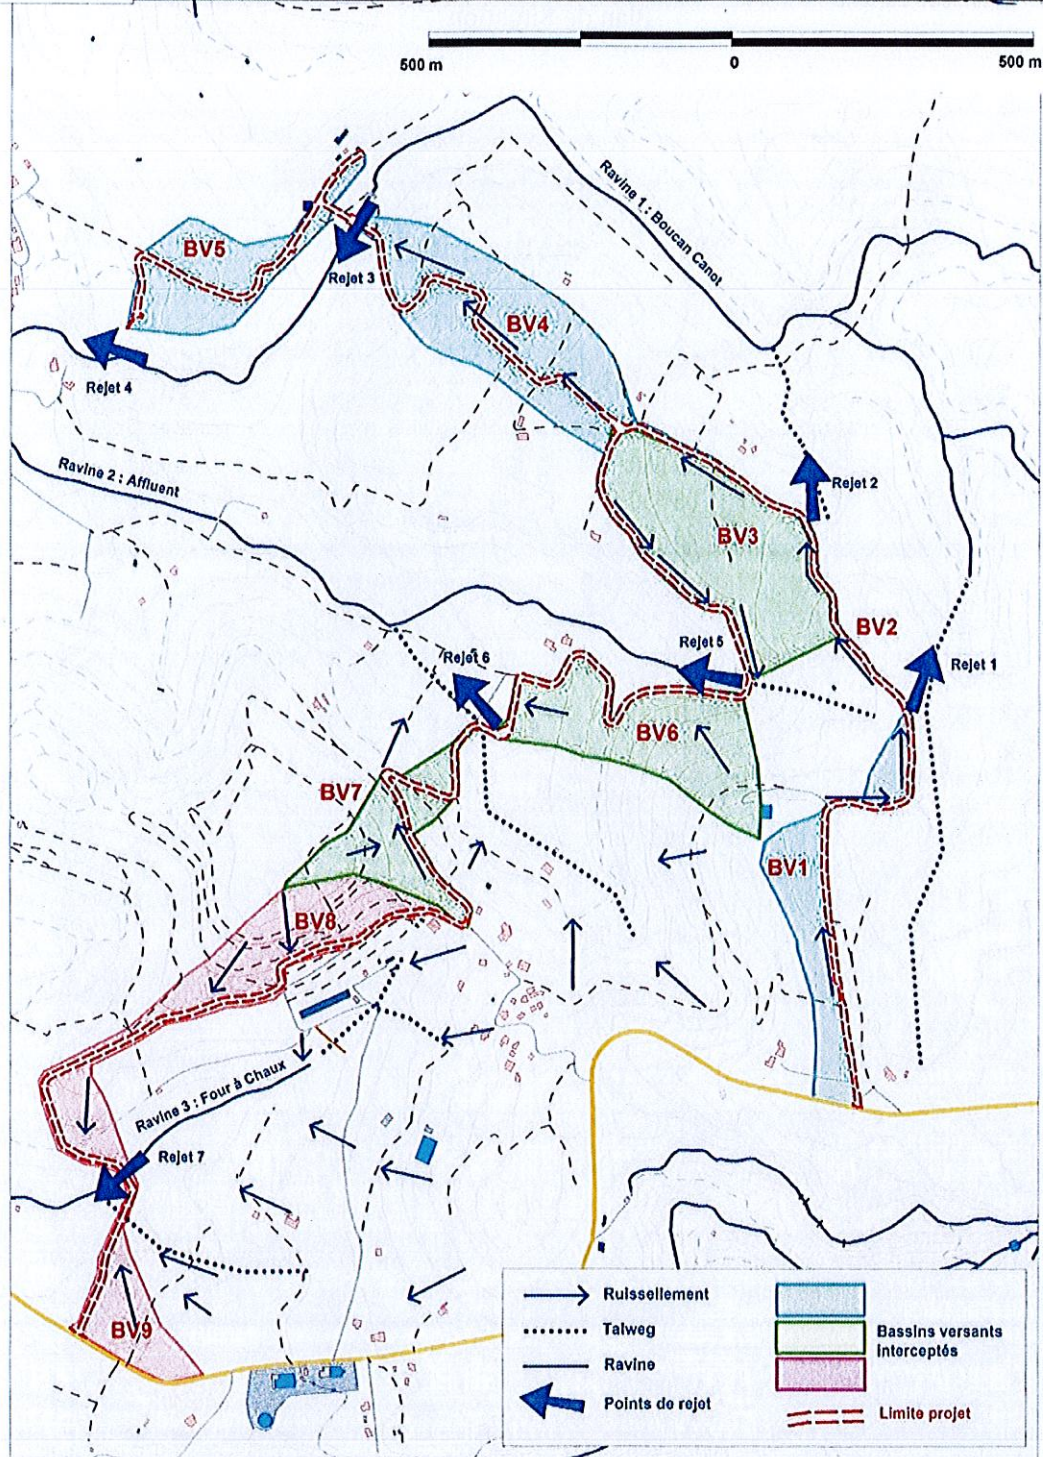 500 m
0
500 m
Ravine 1 : Boucan Canot
BV5
Rejet 3
BV4
Rejet 4
Ravine 2 : Affluent
Rejet 2
BV3
BV2
Rejet 5
Rejet 6
Rejet 1
BV6
BV7
BV1
BV8
Ravine 3 : Four à Chaux
Rejet 7
BV9
Ruissellement
Talweg
Ravine
Points de rejet
Bassins versants
interceptés
Limite projet